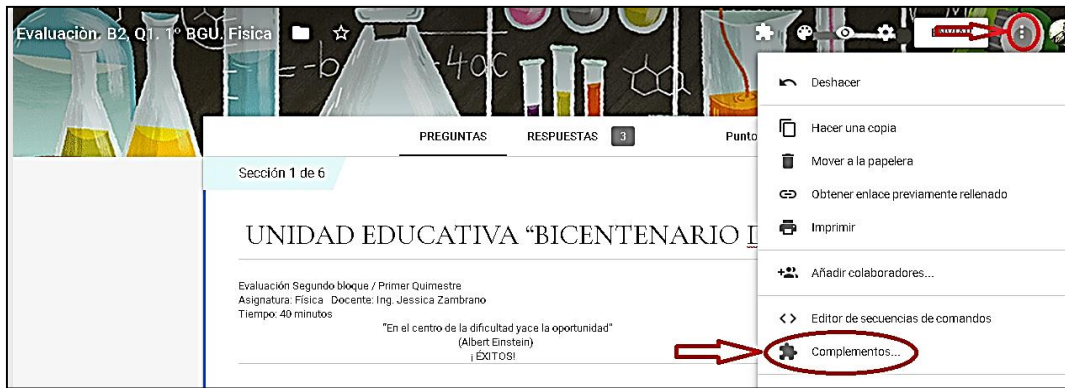 Evaluaciòn. B2, Q1. 1º BGU. Fisica
PREGUNTAS RESPUESTAS 3 Punto
Sección 1 de 6
UNIDAD EDUCATIVA “BICENTENARIO
Evaluación Segundo bloque / Primer Quimestre
Asignatura: Física Docente: Ing. Jessica Zambrano
Tiempo: 40 minutos
"En el centro de la dificultad yace la oportunidad"
(Albert Einstein)
¡ ÉXITOS!
Deshacer
Hacer una copia
Mover a la papelera
Obtener enlace previamente rellenado
Imprimir
Añadir colaboradores...
Editor de secuencias de comandos
Complementos...